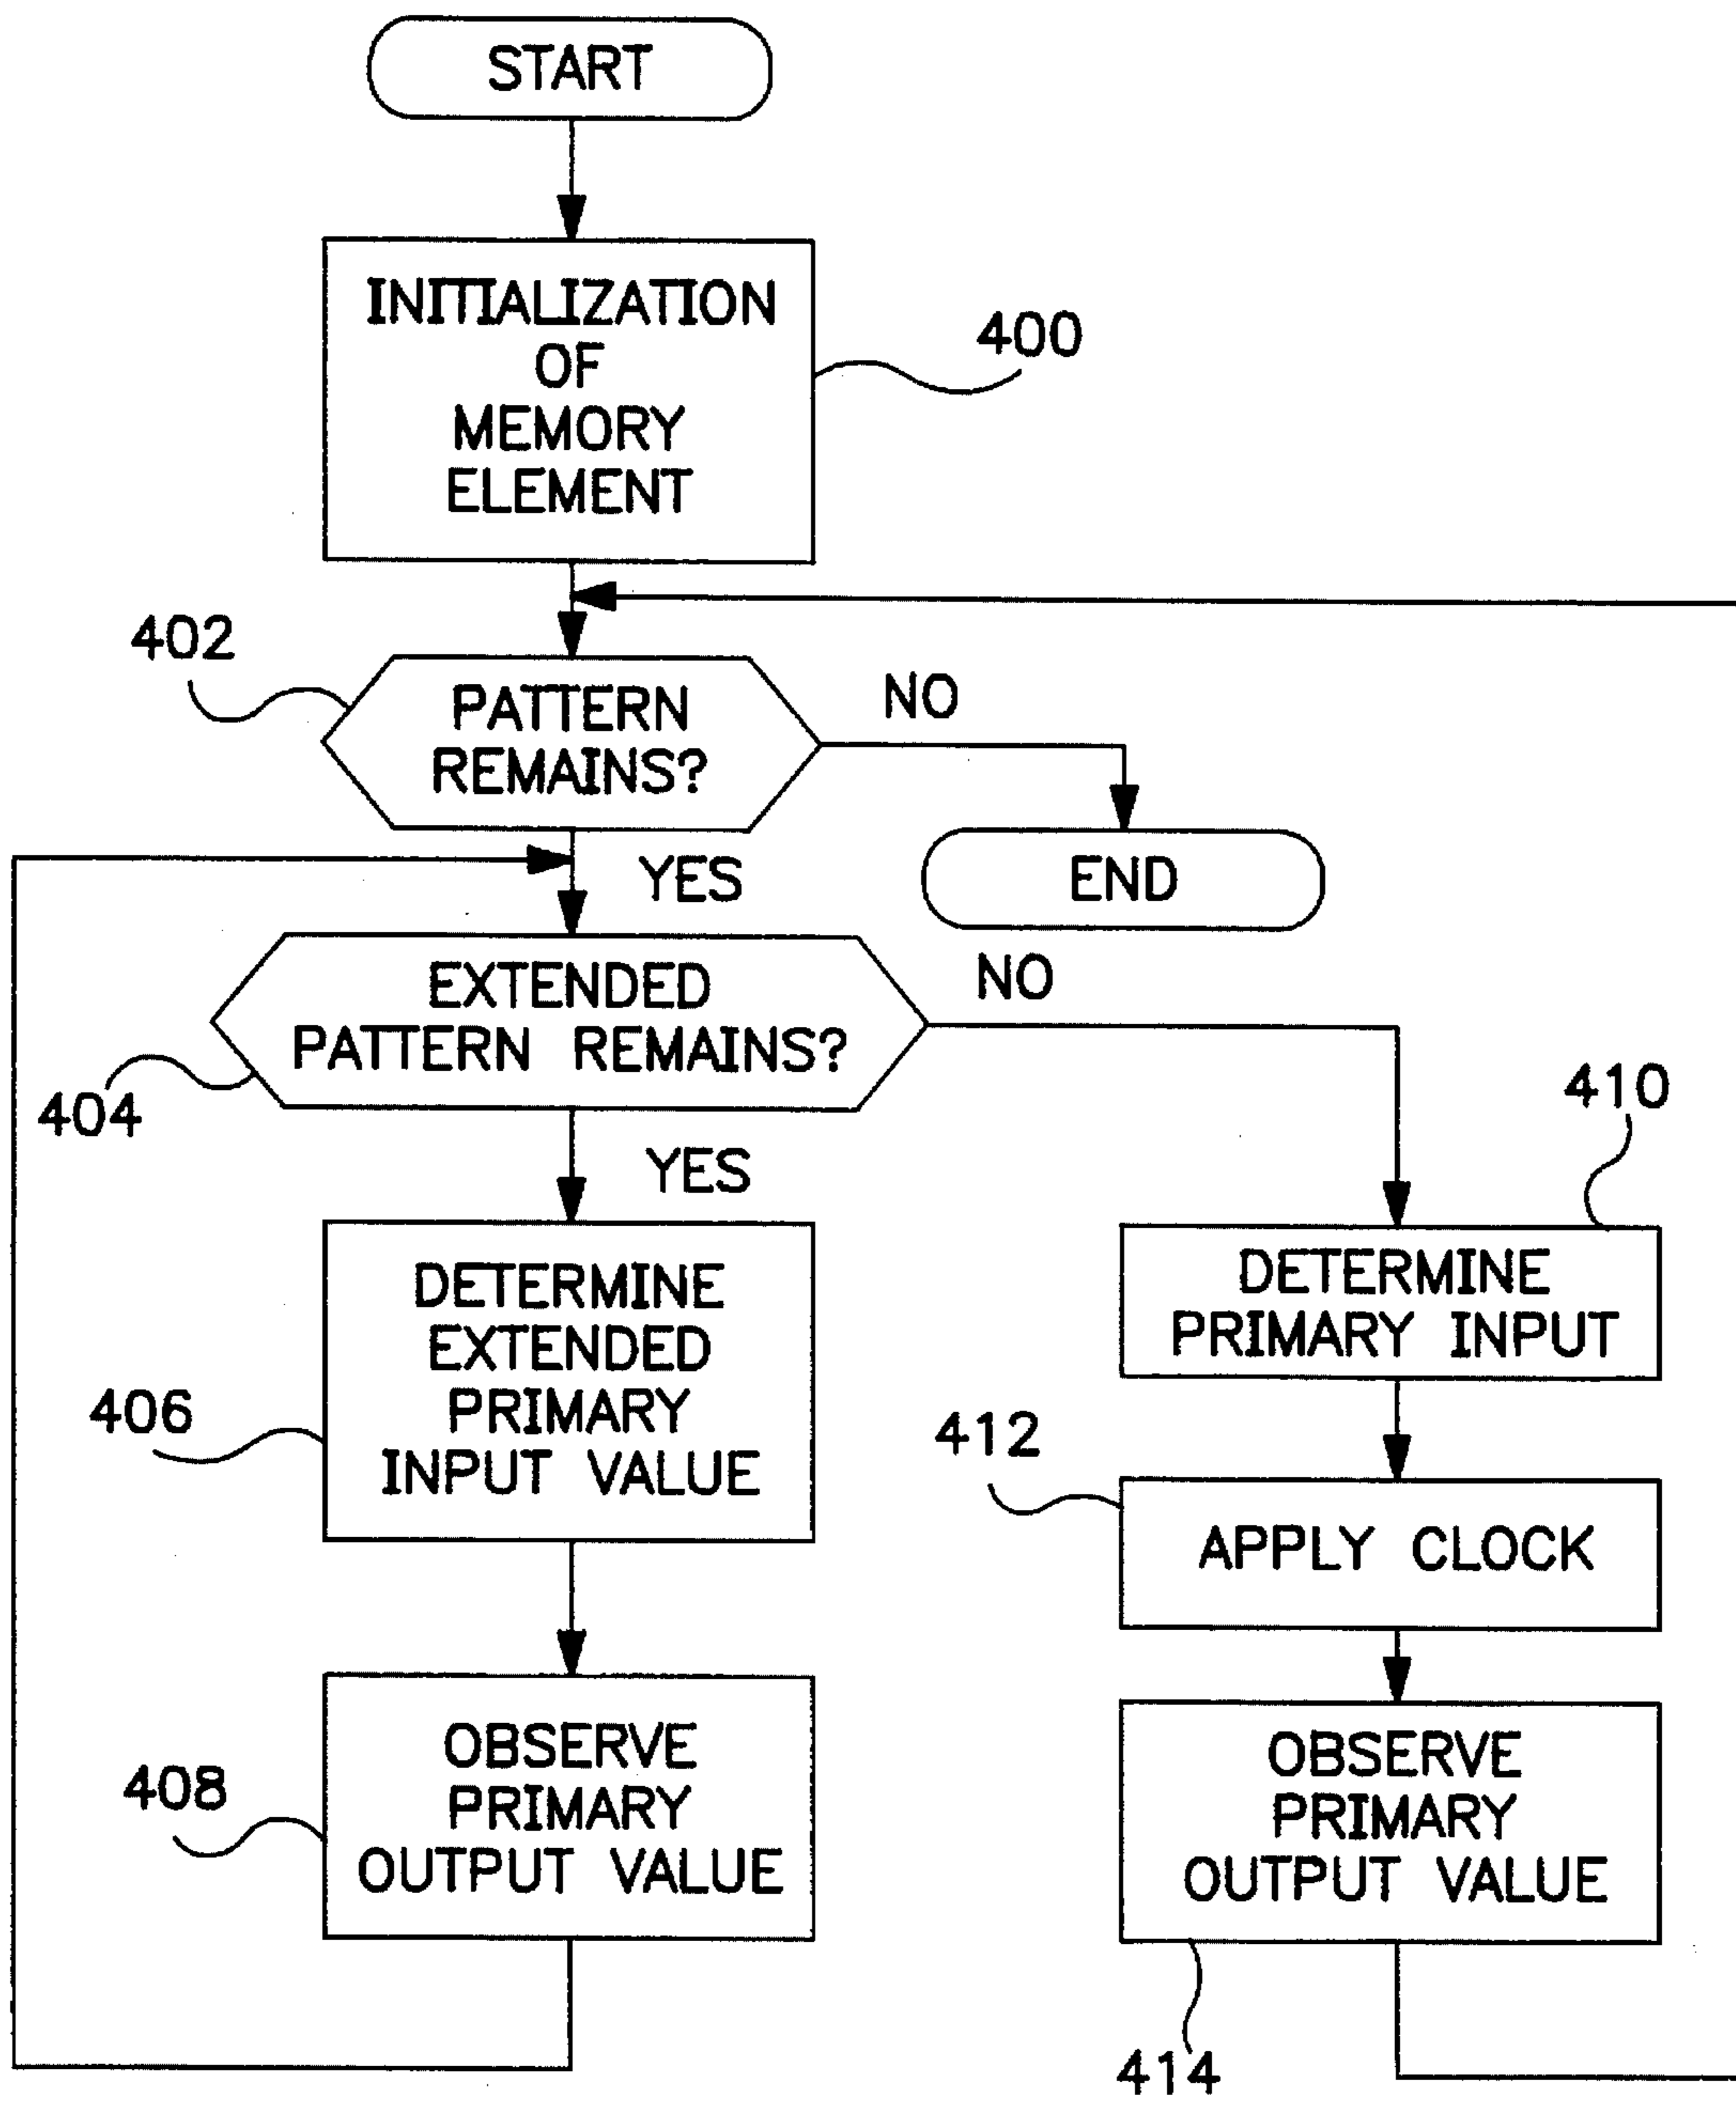 START
INITIALIZATION
OF
MEMORY
ELEMENT
400
402
PATTERN
REMAINS?
NO
YES
END
EXTENDED
PATTERN REMAINS?
NO
404
YES
410
DETERMINE
EXTENDED
PRIMARY
INPUT VALUE
406
DETERMINE
PRIMARY INPUT
412
APPLY CLOCK
OBSERVE
PRIMARY
OUTPUT VALUE
408
OBSERVE
PRIMARY
OUTPUT VALUE
414